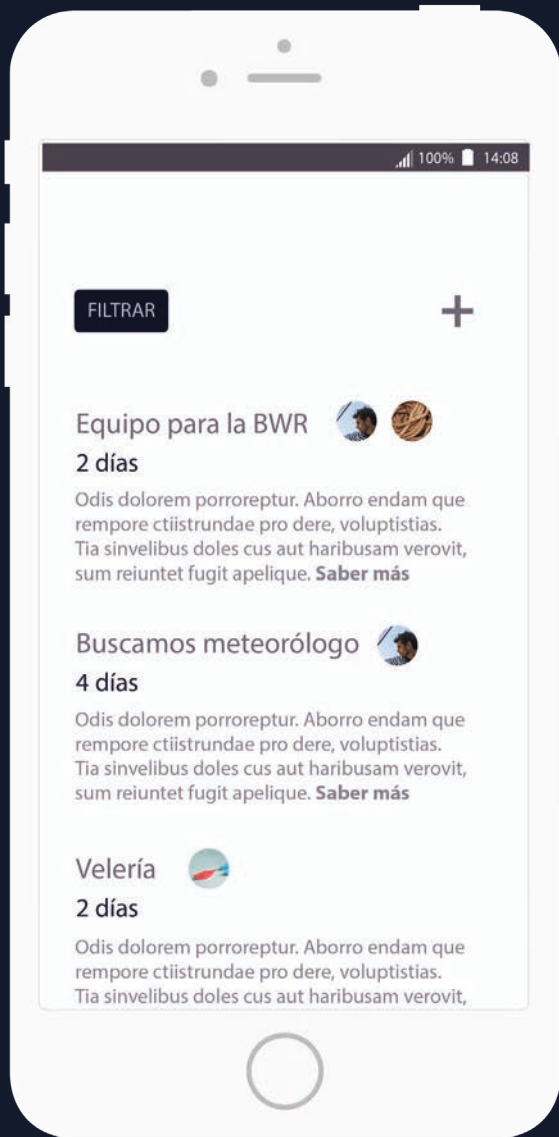 100% 14:08
FILTRAR +
Equipo para la BWR
2 días
Odis dolorem porroreptur. Aborro endam que
rempore ctiistrundae pro dere, voluptistias.
Tia sinvelibus doles cus aut haribusam verovit,
sum reiuntet fugit apelique. Saber más
Buscamos meteorólogo
4 días
Odis dolorem porroreptur. Aborro endam que
rempore ctiistrundae pro dere, voluptistias.
Tia sinvelibus doles cus aut haribusam verovit,
sum reiuntet fugit apelique. Saber más
Velería
2 días
Odis dolorem porroreptur. Aborro endam que
rempore ctiistrundae pro dere, voluptistias.
Tia sinvelibus doles cus aut haribusam verovit,